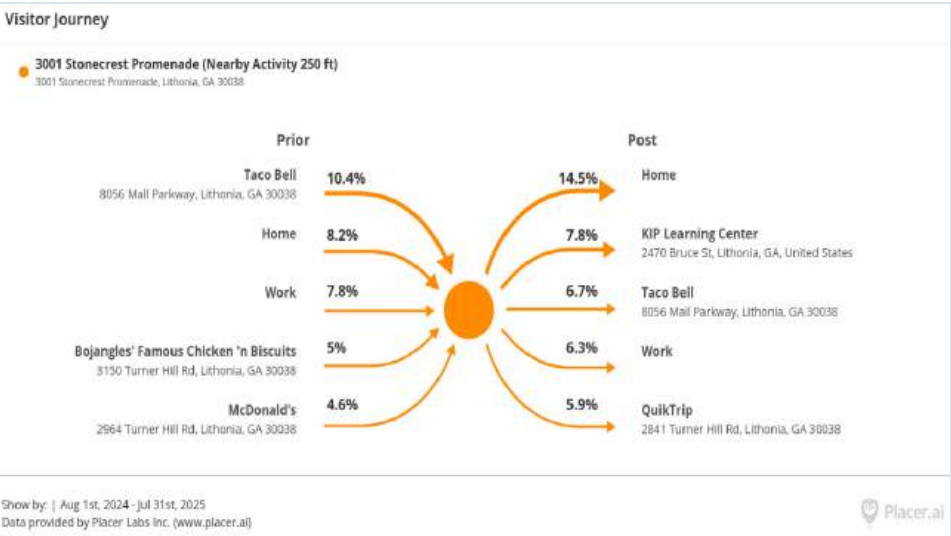 Visitor Journey
3001 Stonecrest Promenade (Nearby Activity 250 ft)
3001 Stonecrest Promenade, Lithonia, GA 30038
Prior
Taco Bell
10.4%
8056 Mall Parkway, Lithonia, GA 30038
Home
8.2%
Work
7.8%
Bojangles' Famous Chicken 'n Biscuits
5%
3150 Turner Hill Rd, Lithonia, GA 30038
McDonald's
4.6%
2964 Turner Hill Rd, Lithonia, GA 30038
Post
14.5%
Home
7.8%
KIP Learning Center
2470 Bruce St, Lithonia, GA, United States
6.7%
Taco Bell
8056 Mall Parkway, Lithonia, GA 30038
6.3%
Work
5.9%
QuikTrip
2841 Turner Hill Rd, Lithonia, GA 30038
Show by: | Aug 1st, 2024 - Jul 31st, 2025
Data provided by Placer Labs Inc. (www.placer.ai)
Placer.ai